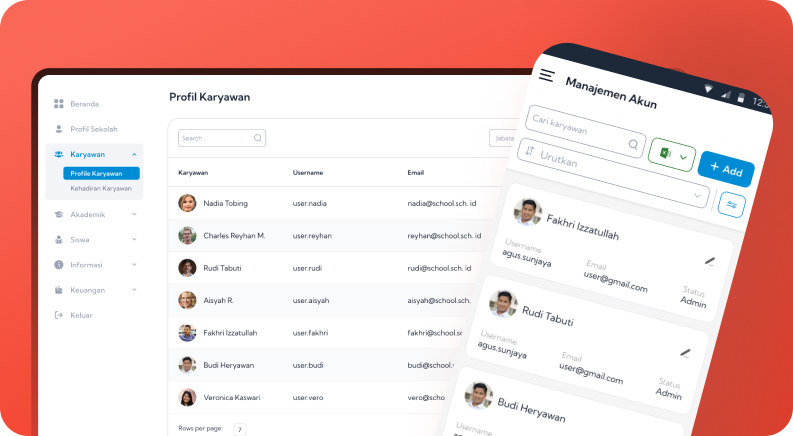 Profil Karyawan
Beranda
Profil Sekolah
Karyawan
Profile Karyawan
Kehadiran Karyawan
Akademik
Siswa
Informasi
Keuangan
Keluar
Search...
Jabata
Karyawan Username Email
Nadia Tobing user.nadia nadia@school.sch. id
Charles Reyhan M. user.reyhan reyhan@school.sch. id
Rudi Tabuti user.rudi rudi@school.sch. id
Aisyah R. user.aisyah aisyah@school.sch.
Fakhri Izzatullah user.fakhri fakhri@school.sc
Budi Heryawan user.budi budi@school.
Veronica Kaswari user.vero vero@scho
Rows per page: 7
Manajemen Akun
Cari karyawan
+ Add
Urutkan
Fakhri Izzatullah
Username Email Status
agus.sunjaya user@gmail.com Admin
Rudi Tabuti
Username Email Status
agus.sunjaya user@gmail.com Admin
Budi Heryawan
Username